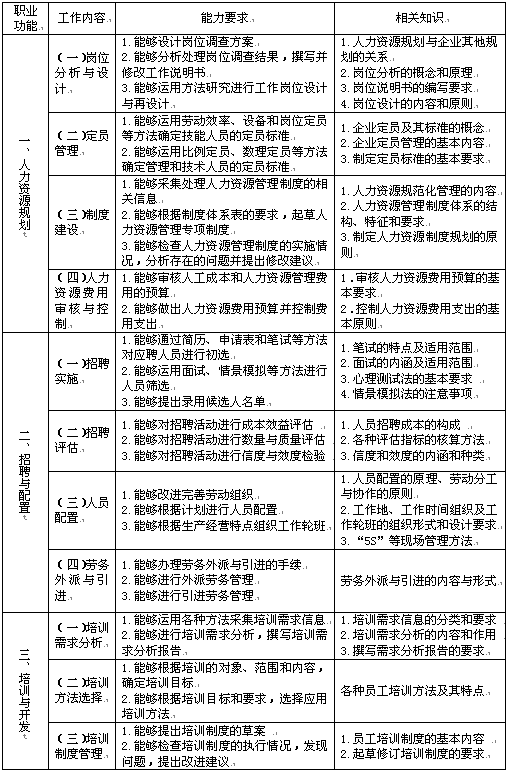 职业
功能
工作内容
能力要求
相关知识
一、人力资源规划
（一）岗位
分析与设
计
1.能够设计岗位调查方案
2.能够分析处理岗位调查结果，撰写并
修改工作说明书
3.能够运用方法研究进行工作岗位设计
与再设计
1.人力资源规划与企业其他规
划的关系
2.岗位分析的概念和原理
3.岗位说明书的编写要求
4.岗位设计的内容和原则
（二）定员
管理
1.能够运用劳动效率、设备和岗位定员
等方法确定技能人员的定员标准
2.能够运用比例定员、数理定员等方法
确定管理和技术人员的定员标准
1.企业定员及其标准的概念
2.企业定员管理的基本内容
3.制定定员标准的基本要求
（三）制度
建设
1.能够采集处理人力资源管理制度的相
关信息
2.能够根据制度体系表的要求，起草人
力资源管理专项制度
3.能够检查人力资源管理制度的实施情
况，分析存在的问题并提出修改建议
1.人力资源规范化管理的内容
2.人力资源管理制度体系的结
构、特征和要求
3.制定人力资源制度规划的原
则
（四）人力
资源费用
审核与控
制
1.能够审核人工成本和人力资源管理费
用的预算
2.能够做出人力资源费用预算并控制费
用支出
1.审核人力资源费用预算的基
本要求
2.控制人力资源费用支出的基
本原则
二、招聘与配置
（一）招聘
实施
1.能够通过简历、申请表和笔试等方法
对应聘人员进行初选
2.能够运用面试、情景模拟等方法进行
人员筛选
3.能够提出录用候选人名单
1.笔试的特点及适用范围
2.面试的内涵及适用范围
3.心理测试法的基本要求
4.情景模拟法的注意事项
（二）招聘
评估
1.能够对招聘活动进行成本效益评估
2.能够对招聘活动进行数量与质量评估
3.能够对招聘活动进行信度与效度检验
1.人员招聘成本的构成
2.各种评估指标的核算方法
3.信度和效度的内涵和种类
（三）人员
配置
1.能够改进完善劳动组织
2.能够根据计划进行人员配置
3.能够根据生产经营特点组织工作轮班
1.人员配置的原理、劳动分工
与协作的原则
2.工作地、工作时间组织及工
作轮班的组织形式和设计要求
3.“5S”等现场管理方法
（四）劳务
外派与引
进
1.能够办理劳务外派与引进的手续
2.能够进行外派劳务管理
3.能够进行引进劳务管理
劳务外派与引进的内容与形式
三、培训与开发
（一）培训
需求分析
1.能够运用各种方法采集培训需求信息
2.能够进行培训需求分析，撰写培训需
求分析报告
1.培训需求信息的分类和要求
2.培训需求分析的内容和作用
3.撰写需求分析报告的要求
（二）培训
方法选择
1.能够根据培训的对象、范围和内容，
确定培训目标
2.能够根据培训目标和要求，选择应用
培训方法
各种员工培训方法及其特点
（三）培训
制度管理
1.能够提出培训制度的草案
2.能够检查培训制度的执行情况，发现
问题，提出改进建议
1.员工培训制度的基本内容
2.起草修订培训制度的要求